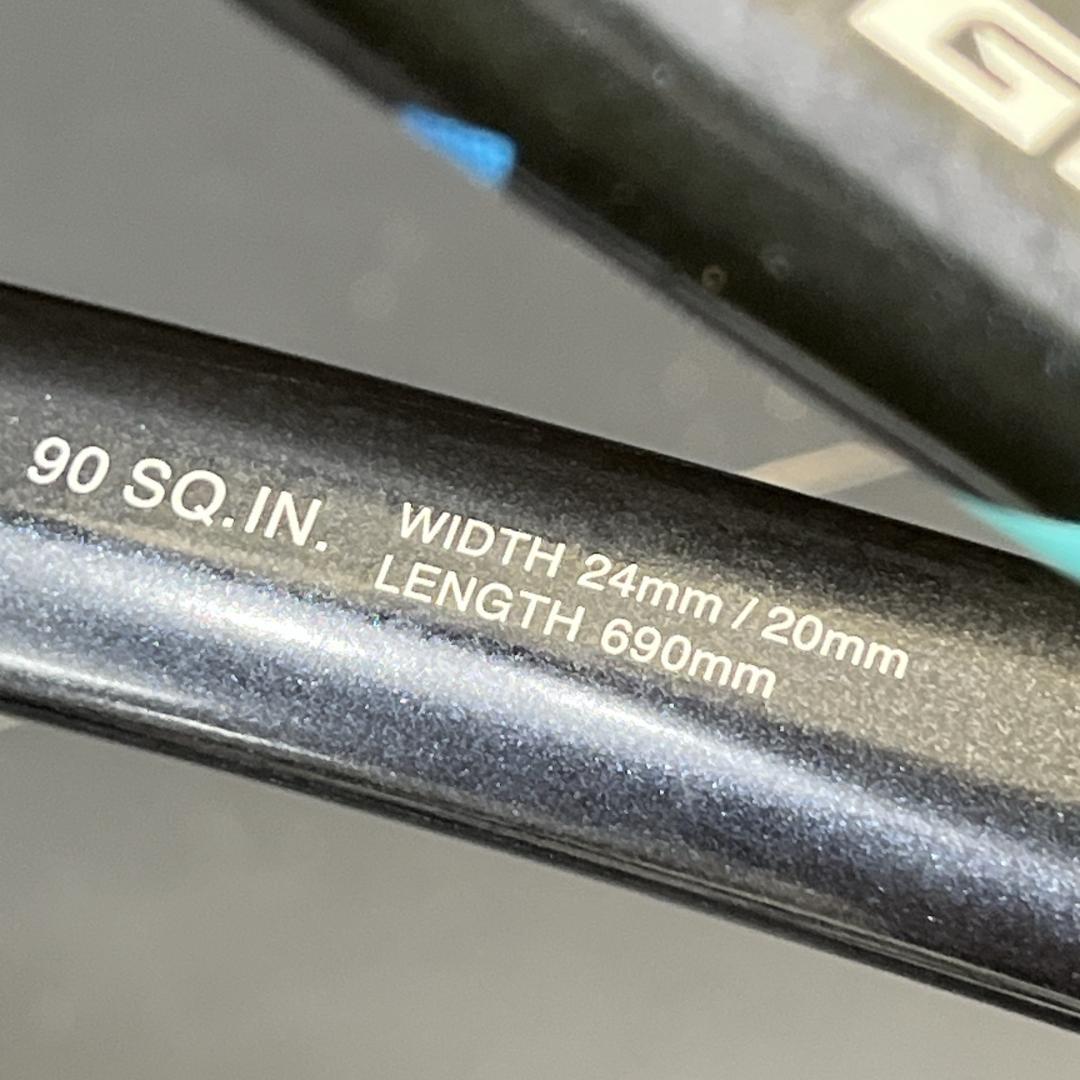 G
90 SQ.IN.
WIDTH 24mm / 20mm
LENGTH 690mm